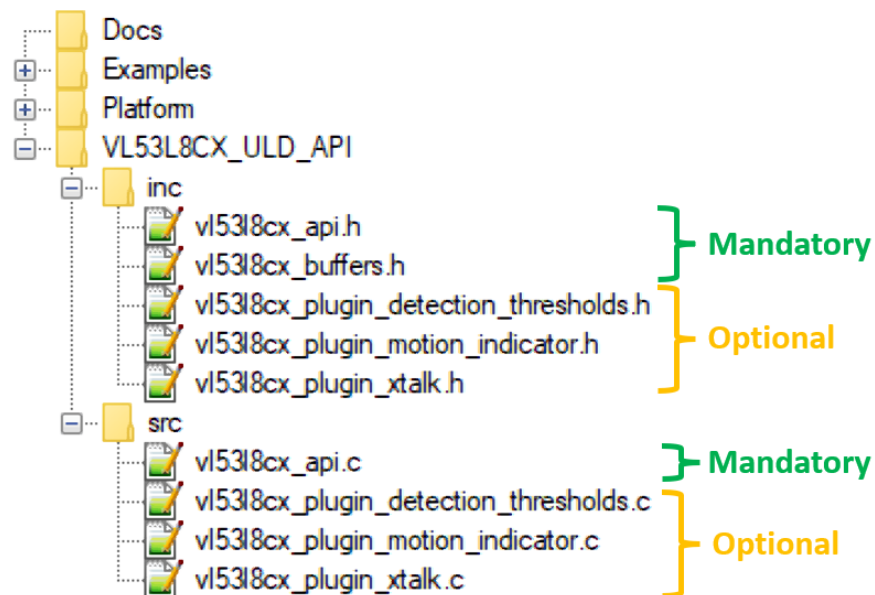 Docs
Examples
Platform
VL53L8CX_ULD_API
inc
vl53l8cx_api.h
vl53l8cx_buffers.h
Mandatory
vl53l8cx_plugin_detection_thresholds.h
vl53l8cx_plugin_motion_indicator.h
Optional
vl53l8cx_plugin_xtalk.h
src
vl53l8cx_api.c
Mandatory
vl53l8cx_plugin_detection_thresholds.c
vl53l8cx_plugin_motion_indicator.c
Optional
vl53l8cx_plugin_xtalk.c